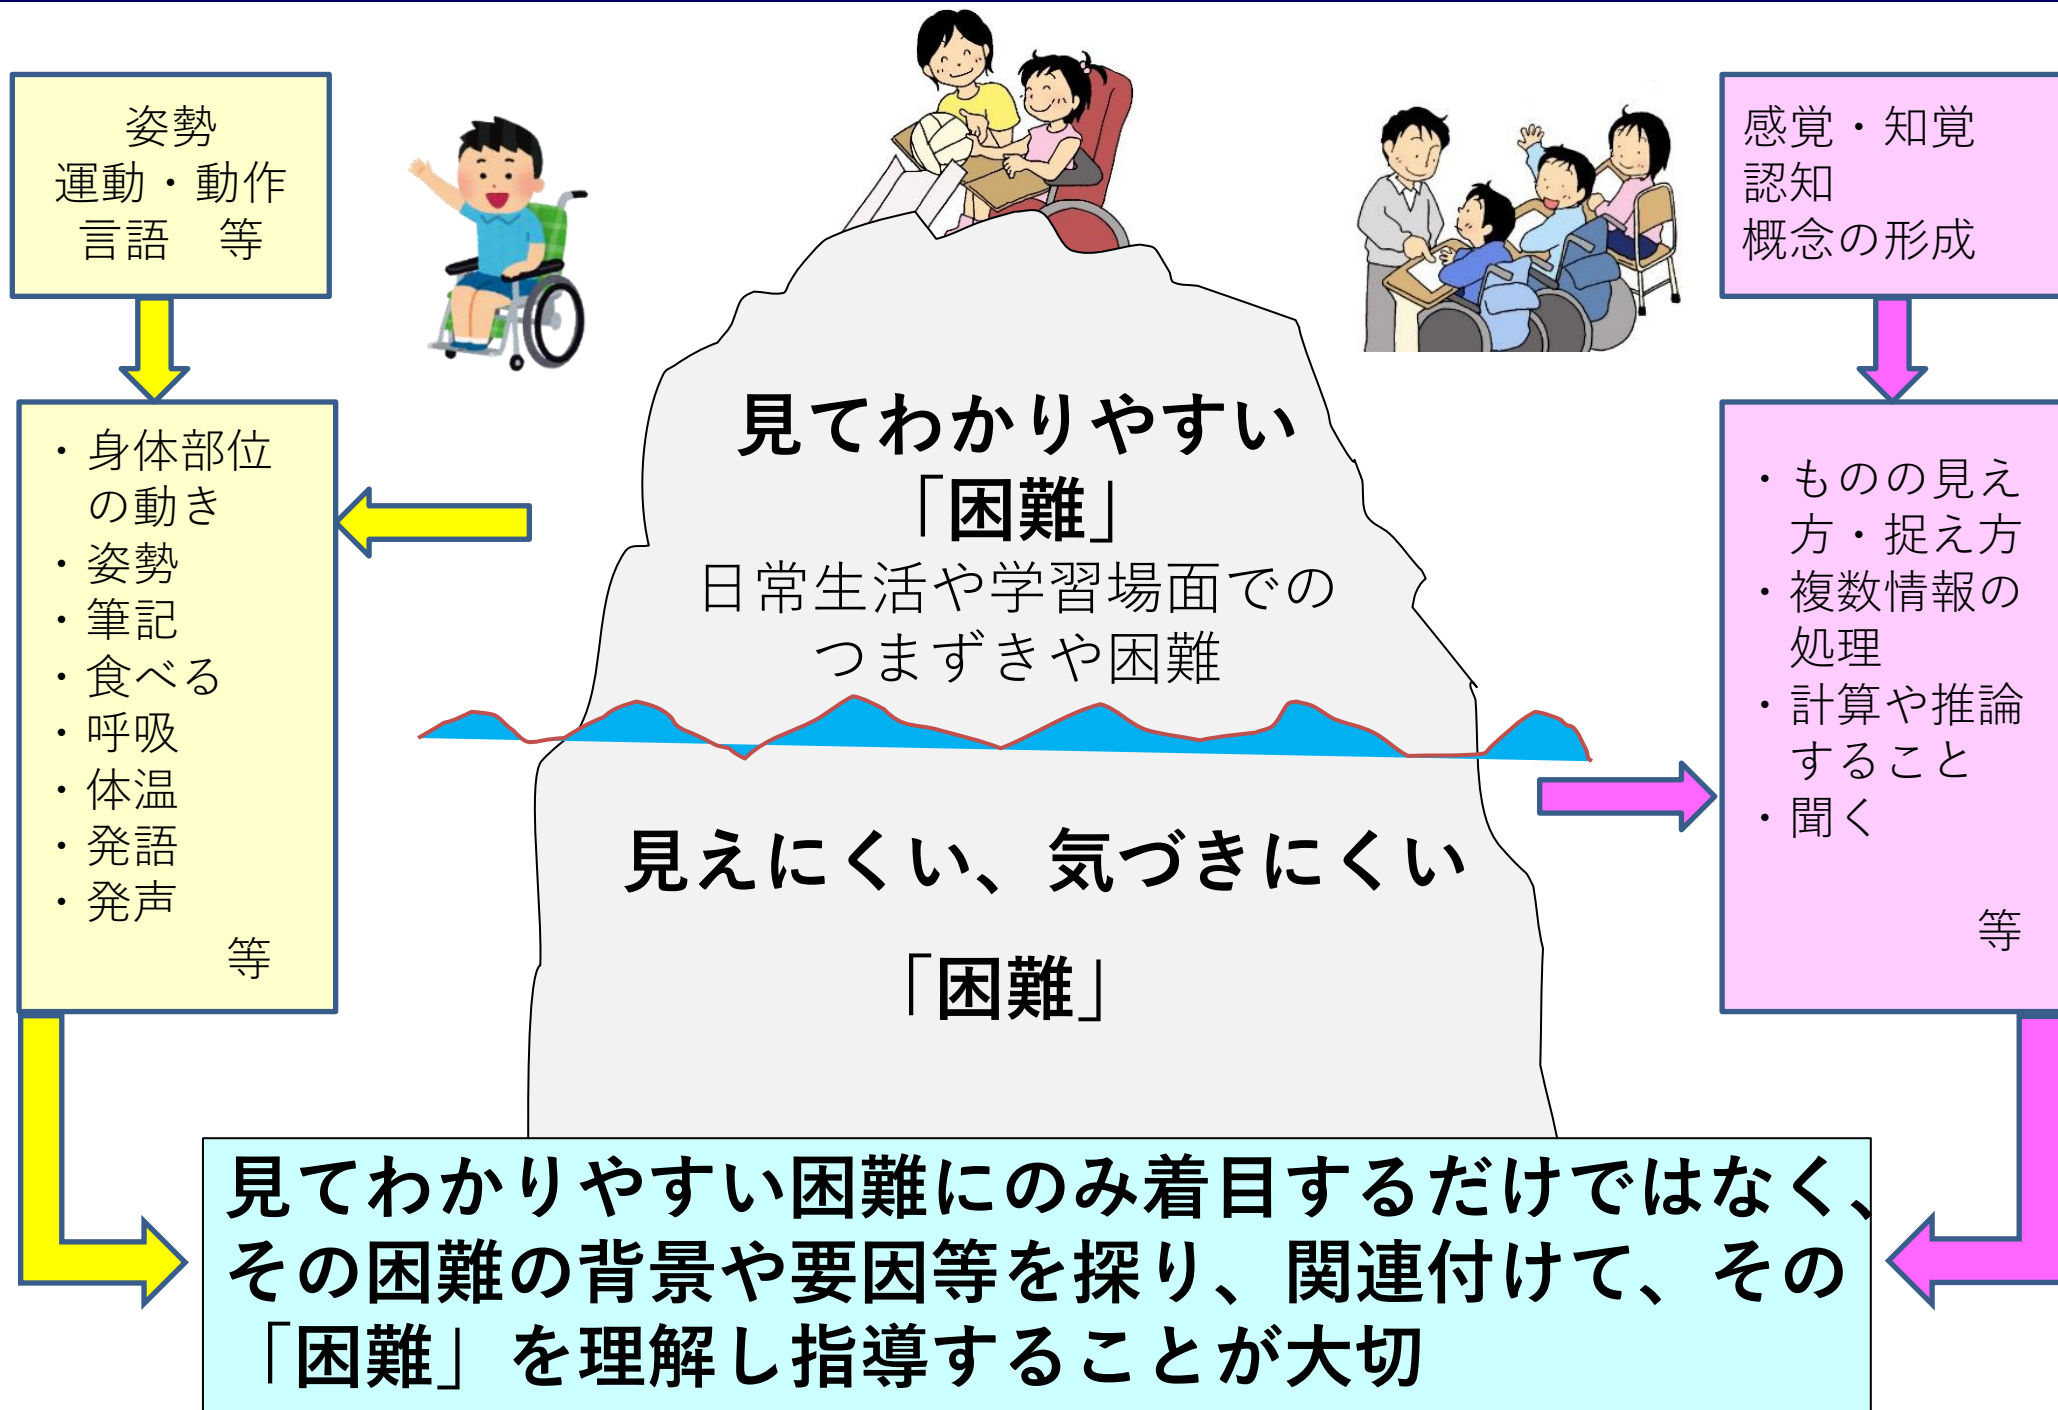 姿勢
運動・動作
言語　等
・身体部位
の動き
・姿勢
・筆記
・食べる
・呼吸
・体温
・発語
・発声
等
見てわかりやすい
「困難」
日常生活や学習場面での
つまずきや困難
見えにくい、気づきにくい
「困難」
感覚・知覚
認知
概念の形成
・ものの見え
方・捉え方
・複数情報の
処理
・計算や推論
すること
・聞く
等
見てわかりやすい困難にのみ着目するだけではなく、
その困難の背景や要因等を探り、関連付けて、その
「困難」を理解し指導することが大切